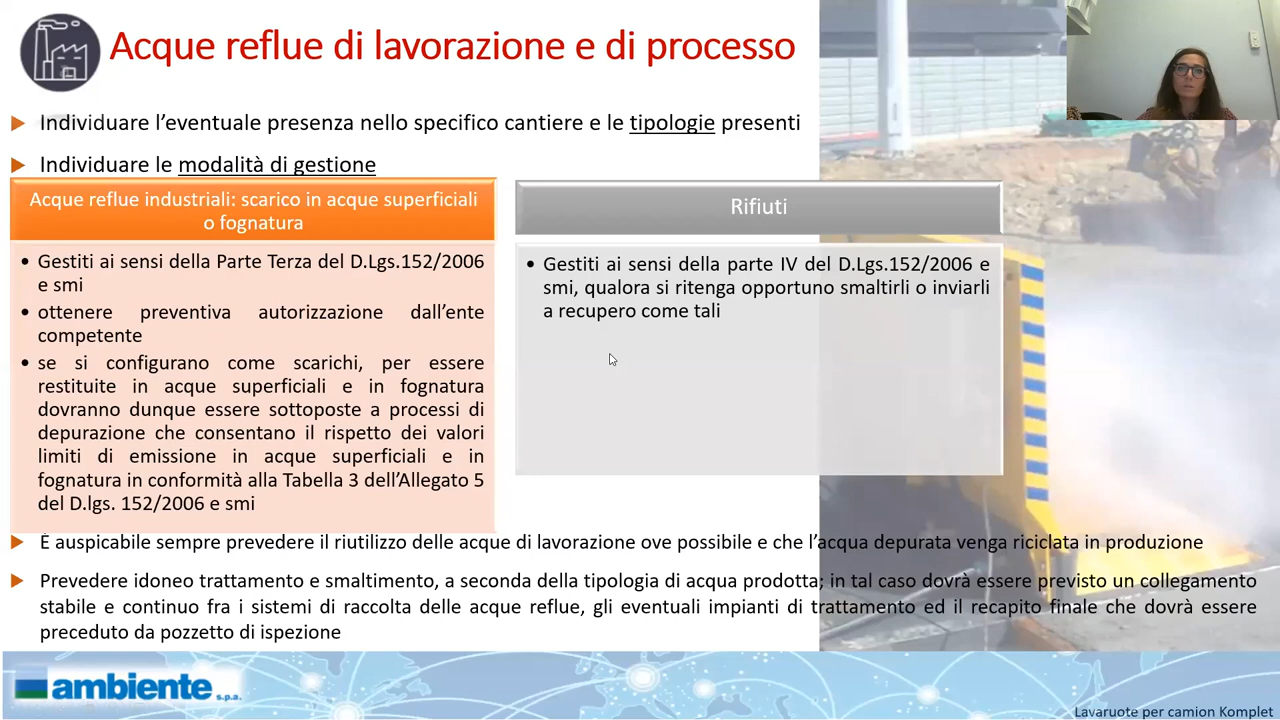 Acque reflue di lavorazione e di processo
Individuare l'eventuale presenza nello specifico cantiere e le tipologie presenti
Individuare le modalità di gestione
Acque reflue industriali: scarico in acque superficiali
o fognatura
• Gestiti ai sensi della Parte Terza del D.Lgs.152/2006
e smi
• ottenere preventiva autorizzazione dall'ente
competente
• se si configurano come scarichi, per essere
restituite in acque superficiali e in fognatura
dovranno dunque essere sottoposte a processi di
depurazione che consentano il rispetto dei valori
limiti di emissione in acque superficiali e in
fognatura in conformità alla Tabella 3 dell'Allegato 5
del D.lgs. 152/2006 e smi
Rifiuti
• Gestiti ai sensi della parte IV del D.Lgs.152/2006 e
smi, qualora si ritenga opportuno smaltirli o inviarli
a recupero come tali
È auspicabile sempre prevedere il riutilizzo delle acque di lavorazione ove possibile e che l'acqua depurata venga riciclata in produzione
Prevedere idoneo trattamento e smaltimento, a seconda della tipologia di acqua prodotta; in tal caso dovrà essere previsto un collegamento
stabile e continuo fra i sistemi di raccolta delle acque reflue, gli eventuali impianti di trattamento ed il recapito finale che dovrà essere
preceduto da pozzetto di ispezione
ambiente s.p.a.
Lavaruote per camion Komplet